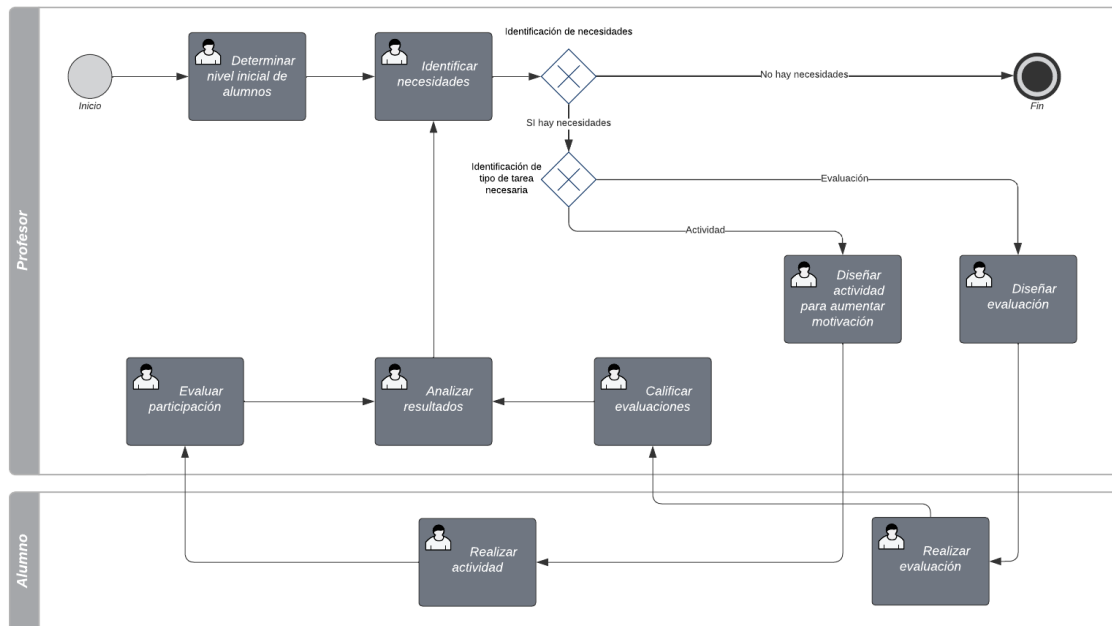 Profesor
Inicio
Determinar
nivel inicial de
alumnos
Identificar
necesidades
Identificación de necesidades
No hay necesidades
Fin
SI hay necesidades
Identificación de
tipo de tarea
necesaria
Evaluación
Actividad
Diseñar
actividad
para aumentar
motivación
Diseñar
evaluación
Evaluar
participación
Analizar
resultados
Calificar
evaluaciones
Alumno
Realizar
actividad
Realizar
evaluación